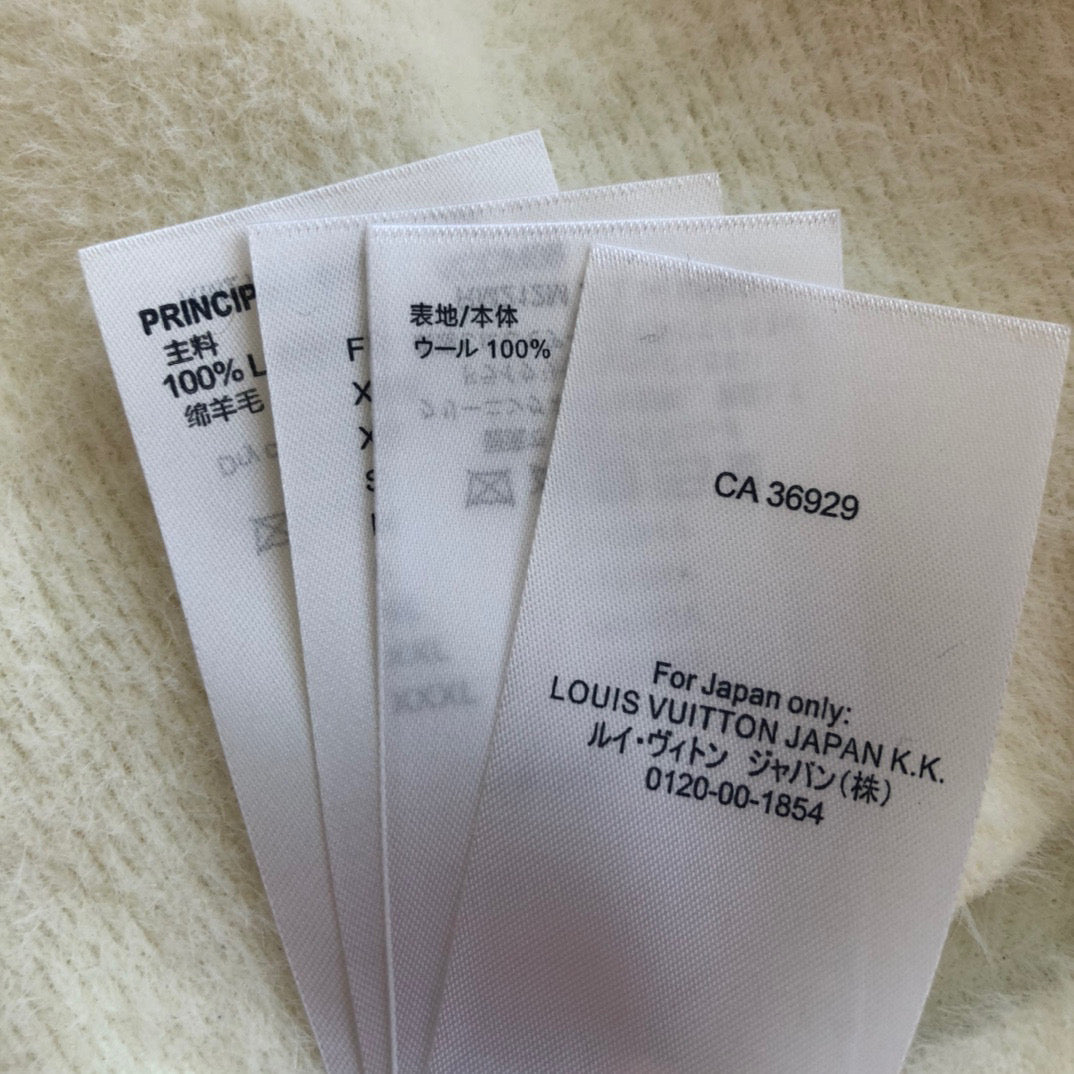 PRINCIP
主料
100% L
绵羊毛
F
X
X
S
表地/本体
ウール 100%
CA 36929
For Japan only:
LOUIS VUITTON JAPAN K.K.
ルイ・ヴィトン ジャパン(株)
0120-00-1854